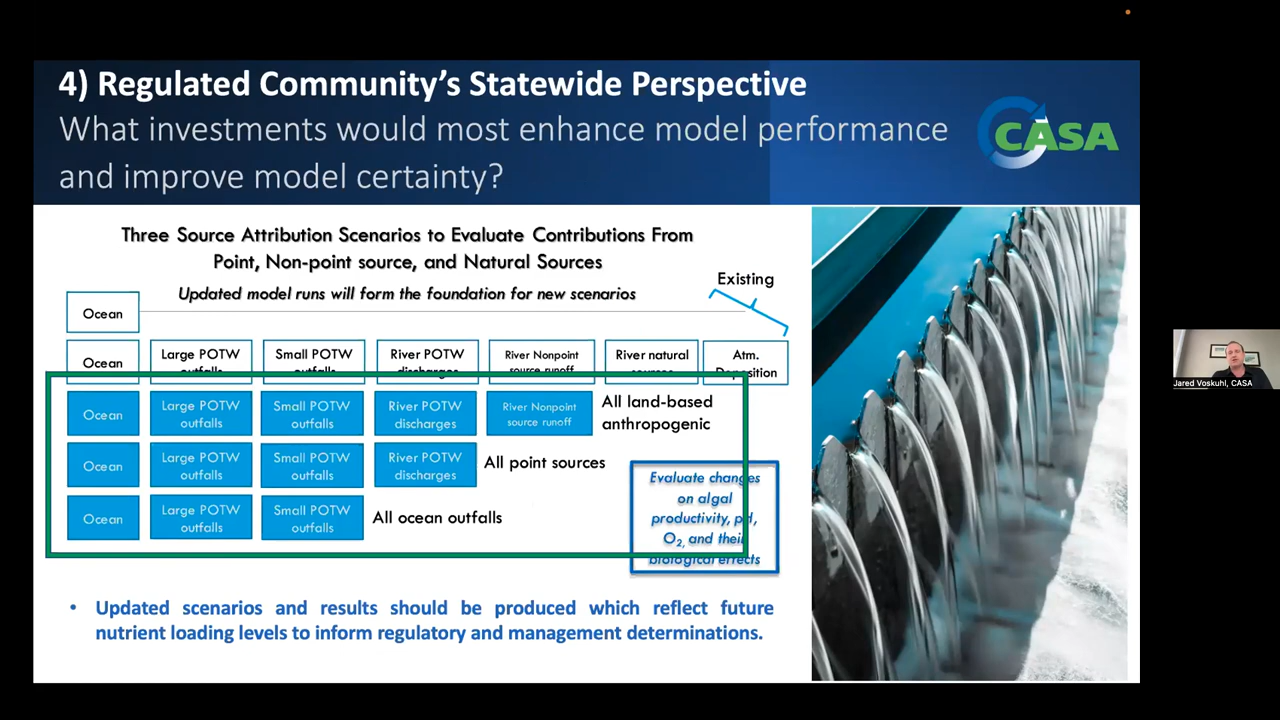 4) Regulated Community's Statewide Perspective
What investments would most enhance model performance
and improve model certainty?
CASA
Three Source Attribution Scenarios to Evaluate Contributions From
Point, Non-point source, and Natural Sources
Updated model runs will form the foundation for new scenarios
Existing
Ocean
Ocean
Large POTW
outfalls
Small POTW
outfalls
River POTW
discharges
River Nonpoint
source runoff
River natural
sources
Atm.
Deposition
Ocean
Large POTW
outfalls
Small POTW
outfalls
River POTW
discharges
River Nonpoint
source runoff
All land-based
anthropogenic
Ocean
Large POTW
outfalls
Small POTW
outfalls
River POTW
discharges
All point sources
Ocean
Large POTW
outfalls
Small POTW
outfalls
All ocean outfalls
Evaluate changes
on algal
productivity, pH,
O2, and their
biological effects
• Updated scenarios and results should be produced which reflect future
nutrient loading levels to inform regulatory and management determinations.
Jared Voskuhl, CASA